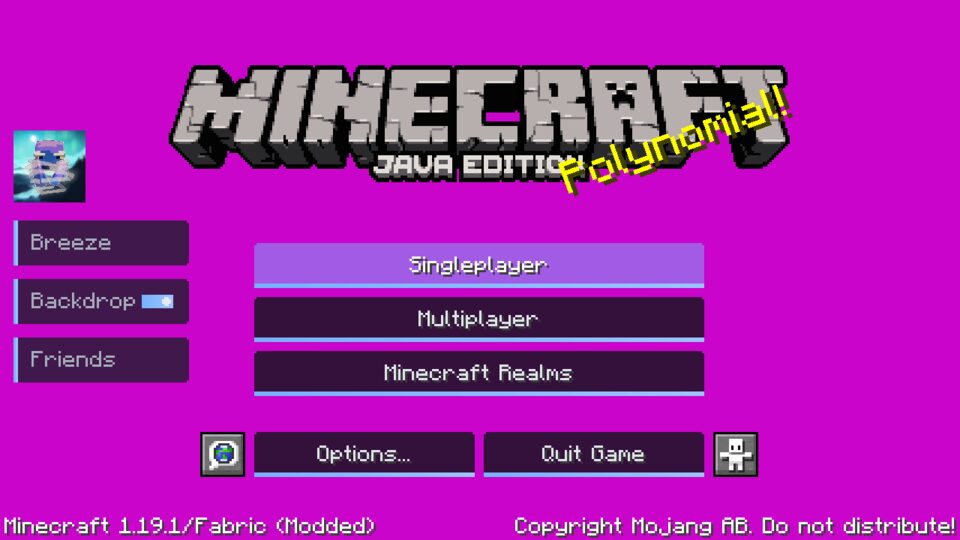 MINECRAFT
JAVA EDITION
Polynomial!
Breeze
Backdrop
Friends
Singleplayer
Multiplayer
Minecraft Realms
Options...
Quit Game
Minecraft 1.19.1/Fabric (Modded)
Copyright Mojang AB. Do not distribute!